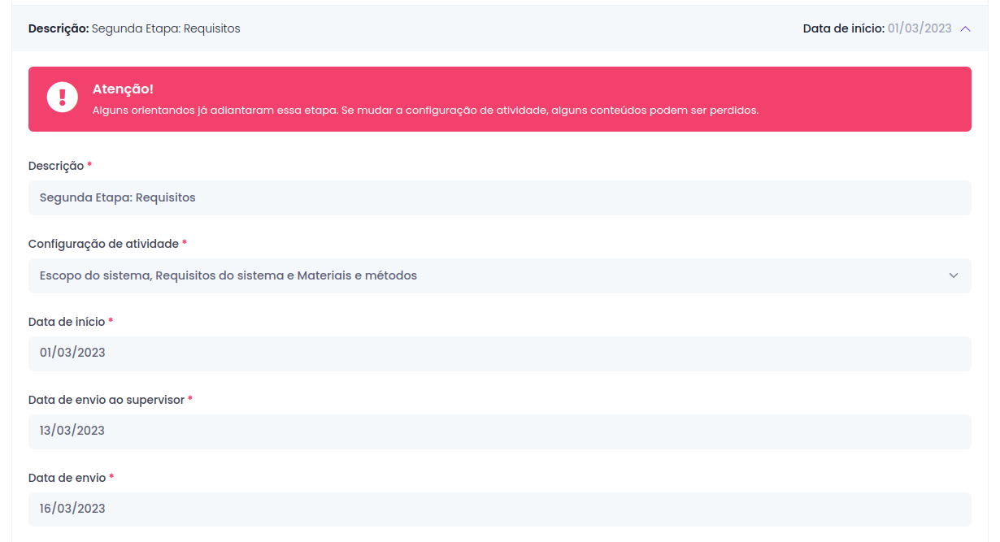 Descrição: Segunda Etapa: Requisitos
Data de início: 01/03/2023
Atenção!
Alguns orientandos já adiantaram essa etapa. Se mudar a configuração de atividade, alguns conteúdos podem ser perdidos.
Descrição *
Segunda Etapa: Requisitos
Configuração de atividade *
Escopo do sistema, Requisitos do sistema e Materiais e métodos
Data de início *
01/03/2023
Data de envio ao supervisor *
13/03/2023
Data de envio *
16/03/2023